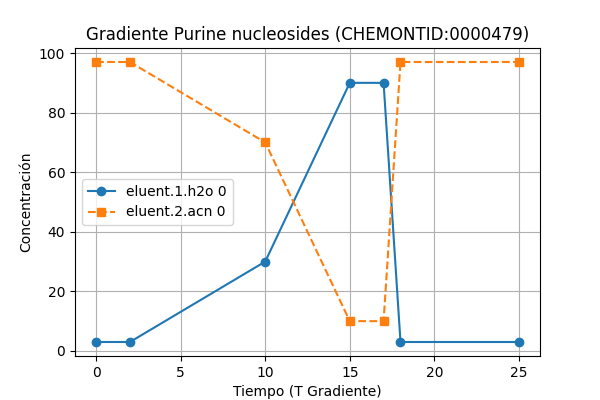 Gradiente Purine nucleosides (CHEMONTID:0000479)
100
80
60
40
20
0
Concentración
eluent.1.h2o 0
eluent.2.acn 0
0 5 10 15 20 25
Tiempo (T Gradiente)